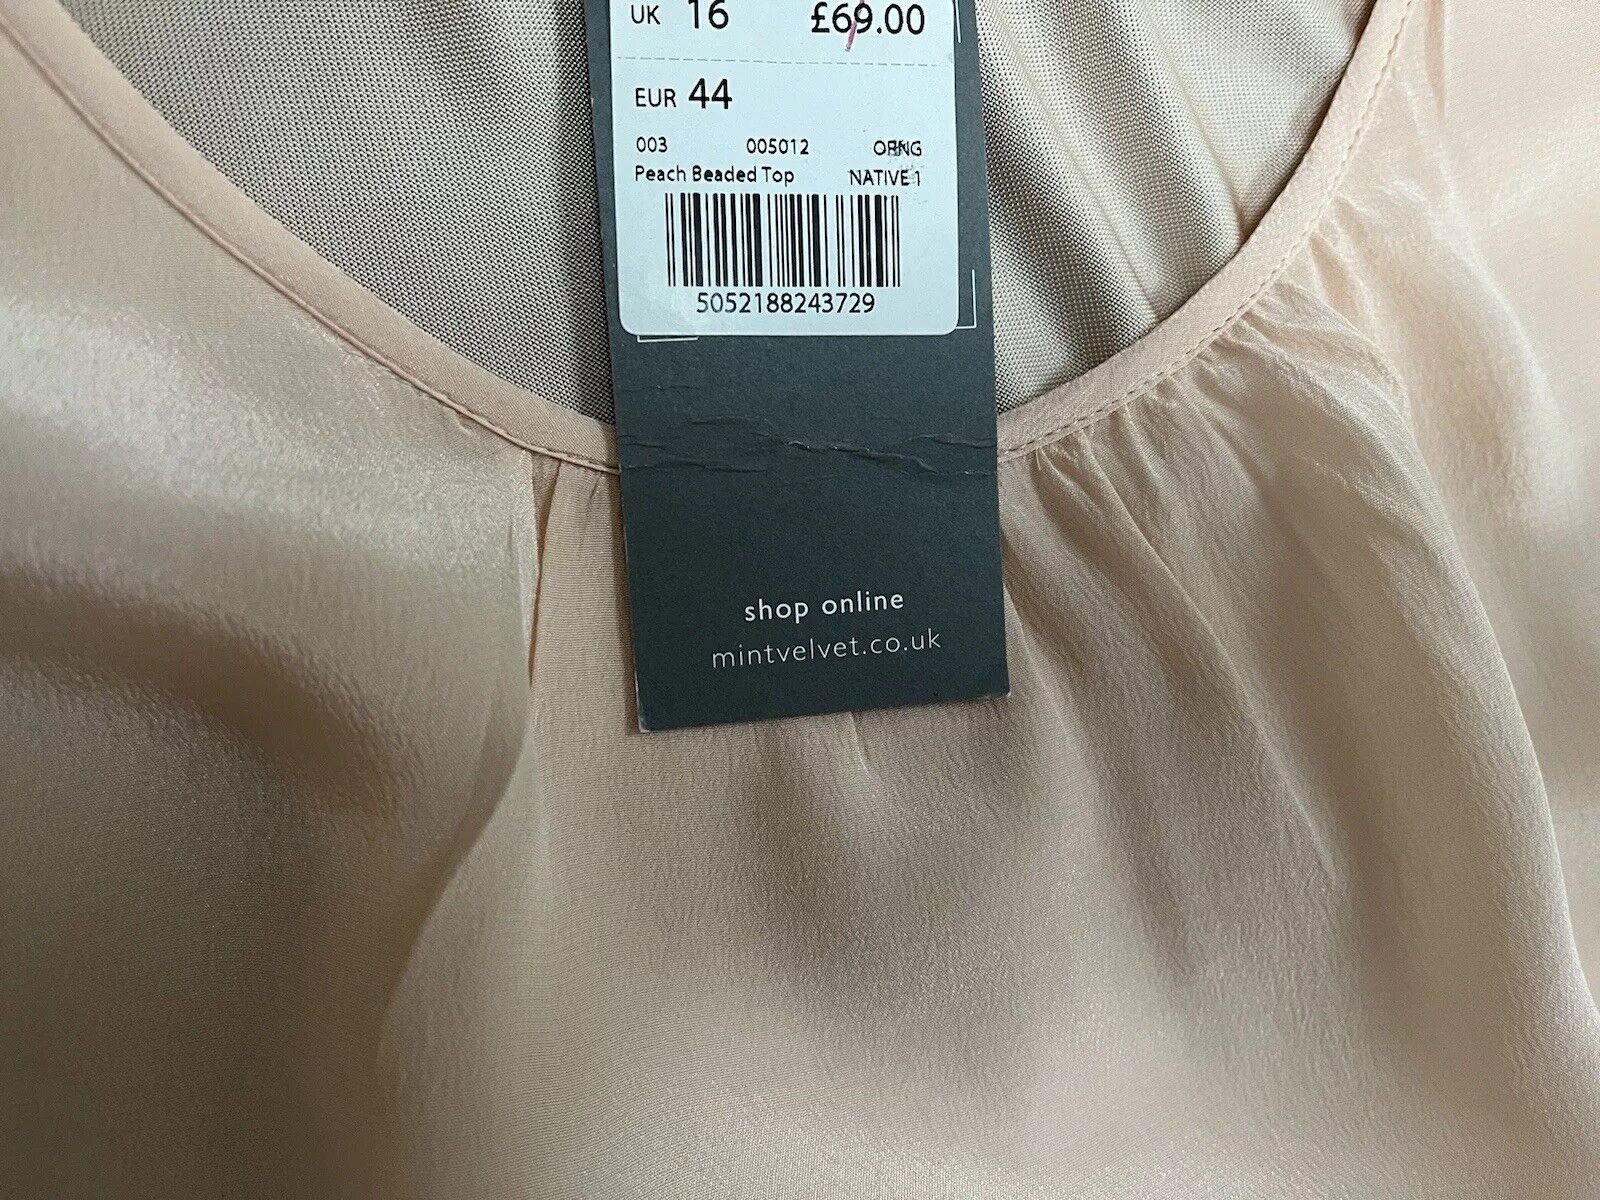 UK 16 £69.00
EUR 44
003 005012 ORNG
Peach Beaded Top NATIVE 1
5052188243729
shop online
mintvelvet.co.uk